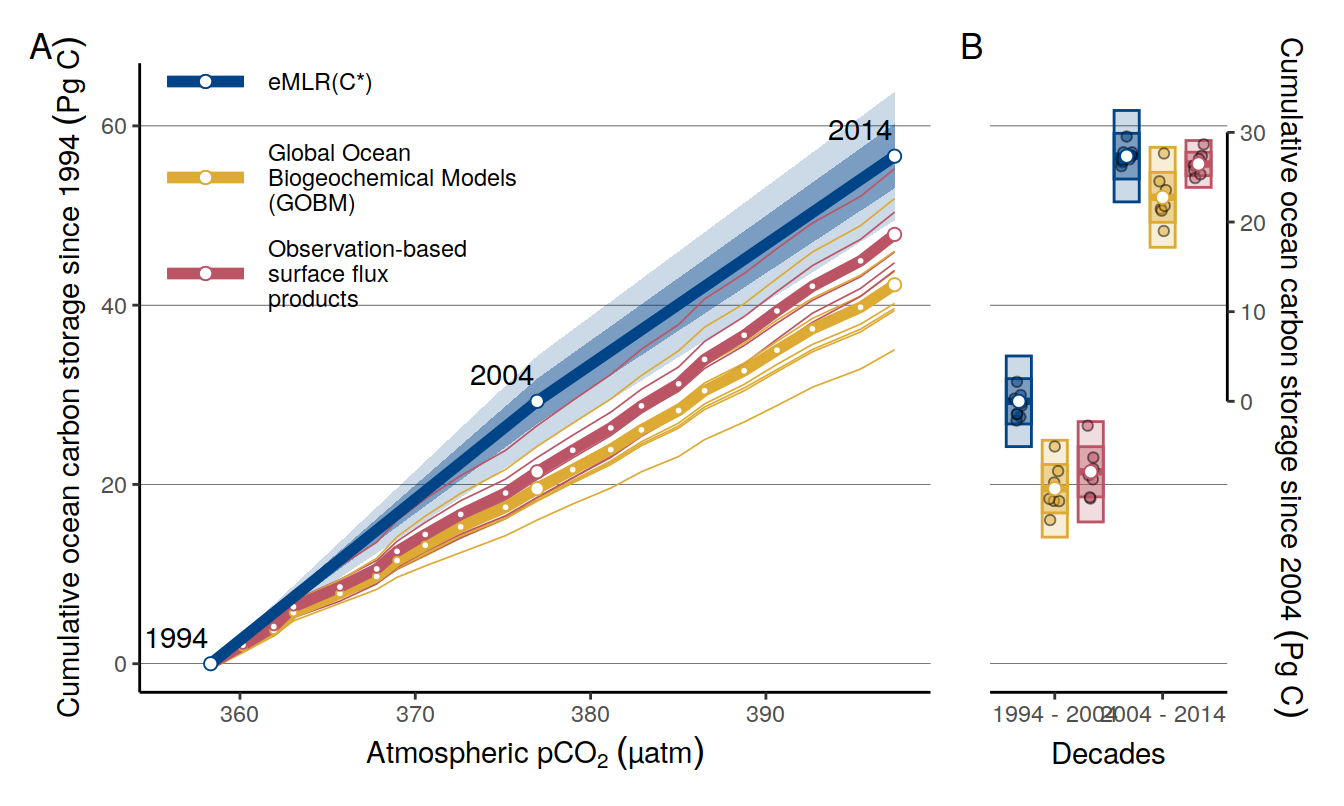 A
Cumulative ocean carbon storage since 1994 (Pg C)
60
40
20
0
eMLR(C*)
Global Ocean
Biogeochemical Models
(GOBM)
Observation-based
surface flux
products
1994
2004
2014
360
370
380
390
Atmospheric pCO₂ (µatm)
B
30
20
10
0
Cumulative ocean carbon storage since 2004 (Pg C)
1994 - 2004
2004 - 2014
Decades